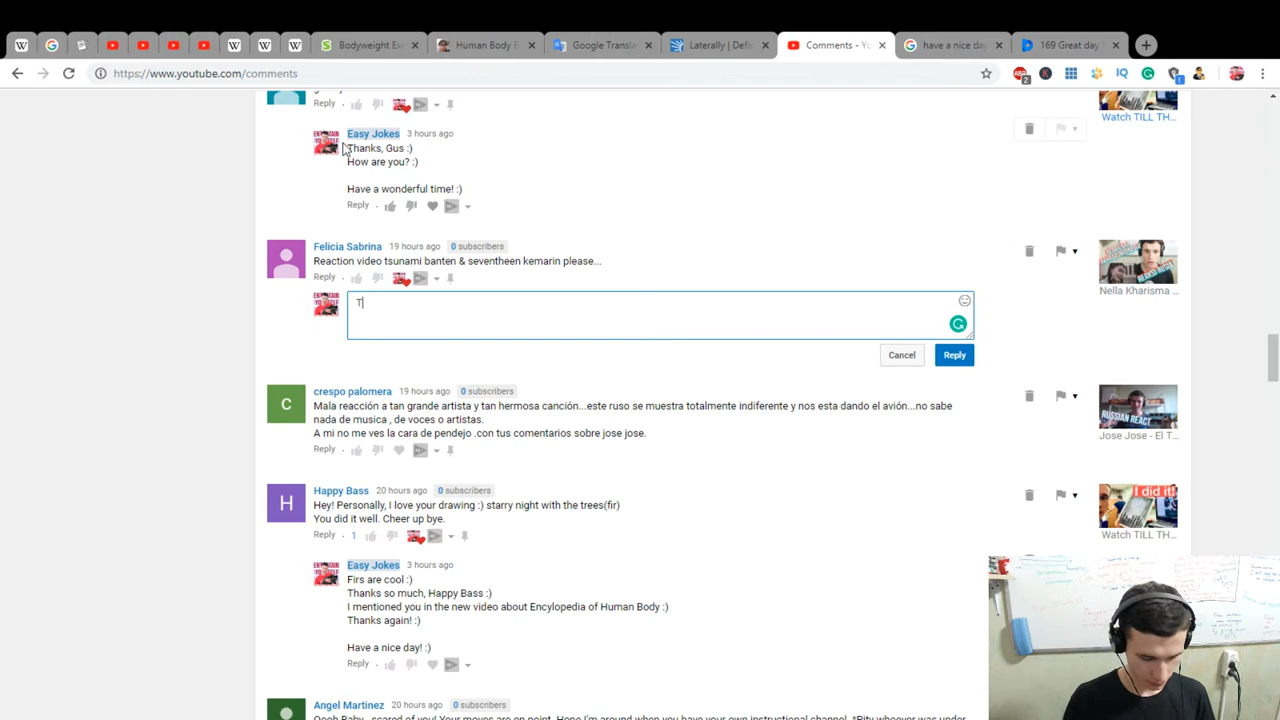 Bodyweight Ex
Human Body E
Google Transla
Laterally | Defin
Comments - Yo
have a nice day
169 Great day
https://www.youtube.com/comments
ABP
2
K
IQ
Reply
Watch TILL TH...
Easy Jokes 3 hours ago
Thanks, Gus :)
How are you? :)
Have a wonderful time! :)
Reply
Felicia Sabrina 19 hours ago 0 subscribers
Reaction video tsunami banten & seventheen kemarin please...
Reply
REACT
Nella Kharisma ...
T
Cancel Reply
crespo palomera 19 hours ago 0 subscribers
C
Mala reacción a tan grande artista y tan hermosa canción...este ruso se muestra totalmente indiferente y nos esta dando el avión...no sabe
nada de musica , de voces o artistas.
A mi no me ves la cara de pendejo .con tus comentarios sobre jose jose.
Reply
RUSSIAN REACT
Jose Jose - El T...
Happy Bass 20 hours ago 0 subscribers
H
Hey! Personally, I love your drawing :) starry night with the trees(fir)
You did it well. Cheer up bye.
Reply 1
I did it!
Watch TILL TH...
Easy Jokes 3 hours ago
Firs are cool :)
Thanks so much, Happy Bass :)
I mentioned you in the new video about Encylopedia of Human Body :)
Thanks again! :)
Have a nice day! :)
Reply
Angel Martinez 20 hours ago 0 subscribers